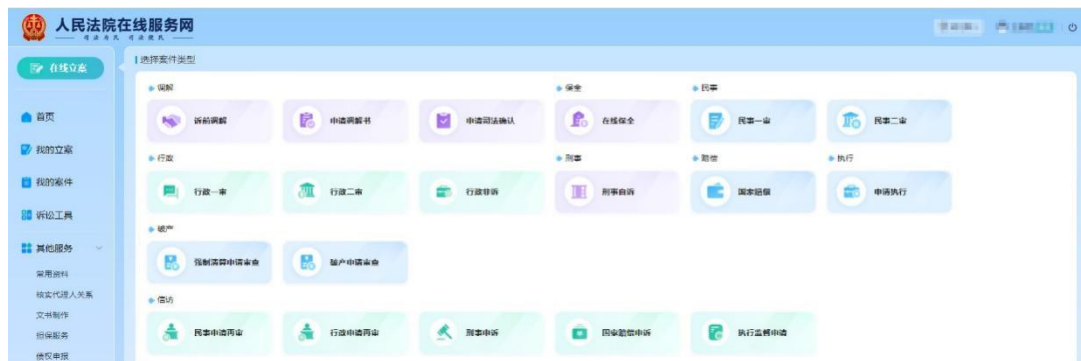 人民法院在线服务网
司法为民 司法便民
在线立案
首页
我的立案
我的案件
诉讼工具
其他服务
常用资料
核实代理人关系
文书制作
担保服务
债权申报
选择案件类型
调解 保全 民事
诉前调解 申请调解书 申请司法确认 在线保全 民事一审 民事二审
行政 刑事 赔偿 执行
行政一审 行政二审 行政非诉 刑事自诉 国家赔偿 申请执行
破产
强制清算申请审查 破产申请审查
信访
民事申请再审 行政申请再审 刑事申诉 国家赔偿申诉 执行监督申请